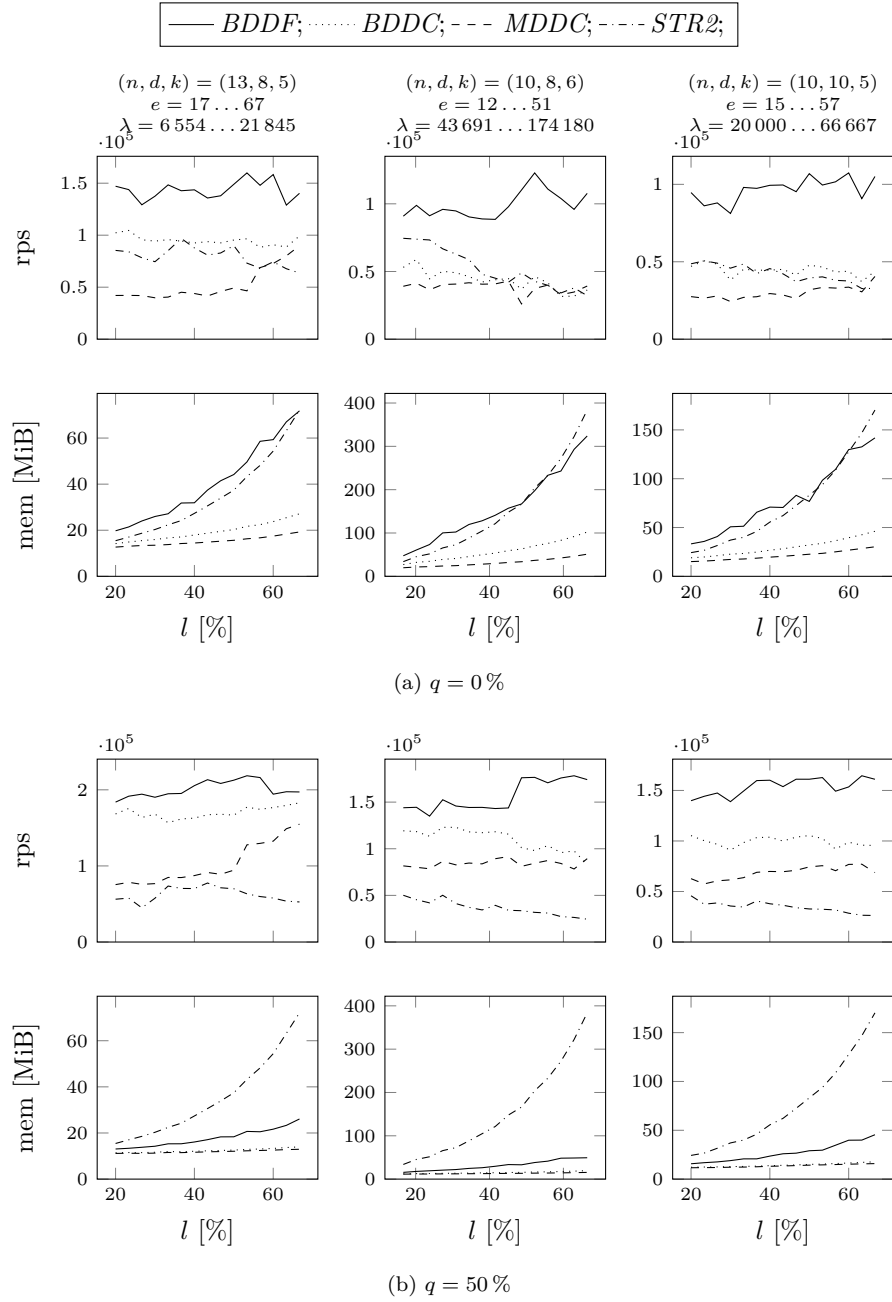 BDDF; BDDC; MDDC; STR2;
(n, d, k) = (13, 8, 5) (10, 8, 6) = (n, d, k) (n, d, k) = (10, 10, 5)
e = 17 … 67 e = 12 … 51 e = 15 … 57
λ = 6 554 … 21 845 λ = 43 691 … 174 180 λ = 20 000 … 66 667
·10^5 ·10^5 ·10^5
1.5
1 1 1
rps
0.5 0.5 0.5
0 0 0
400
60 300 150
mem [MiB]
40 200 100
20 100 50
0 0 0
20 40 60 20 40 60 20 40 60
l [%] l [%] l [%]
(a) q = 0 %
·10^5 ·10^5 ·10^5
2
1.5 1.5
rps
1 1 1
0.5 0.5
0 0 0
400
60 300 150
mem [MiB]
40 200 100
20 100 50
0 0 0
20 40 60 20 40 60 20 40 60
l [%] l [%] l [%]
(b) q = 50 %